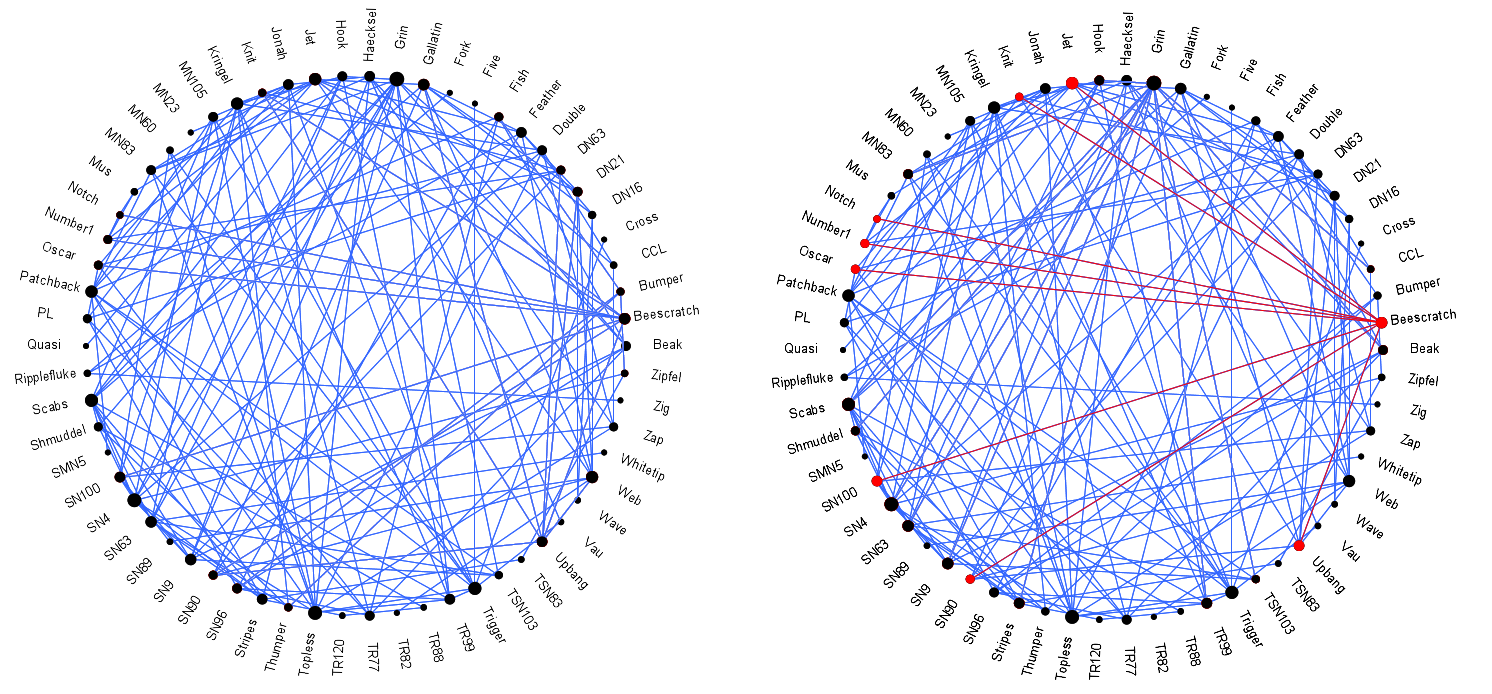 Beescratch
Bumper
CCL
Cross
DN16
DN21
DN63
Double
Feather
Fish
Five
Fork
Gallatin
Grin
Haecksel
Hook
Jet
Jonah
Knit
Kringel
MN105
MN23
MN60
MN83
Mus
Notch
Number1
Oscar
Patchback
PL
Quasi
Ripplefluke
Scabs
Shmuddel
SMN5
SN100
SN4
SN63
SN89
SN9
SN90
SN96
Stripes
Thumper
Topless
TR120
TR77
TR82
TR88
TR99
Trigger
TSN103
TSN83
Upbang
Vau
Wave
Web
Whitetip
Zap
Zig
Zipfel
Beak
Beescratch
Bumper
CCL
Cross
DN16
DN21
DN63
Double
Feather
Fish
Five
Fork
Gallatin
Grin
Haecksel
Hook
Jet
Jonah
Knit
Kringel
MN105
MN23
MN60
MN83
Mus
Notch
Number1
Oscar
Patchback
PL
Quasi
Ripplefluke
Scabs
Shmuddel
SMN5
SN100
SN4
SN63
SN89
SN9
SN90
SN96
Stripes
Thumper
Topless
TR120
TR77
TR82
TR88
TR99
Trigger
TSN103
TSN83
Upbang
Vau
Wave
Web
Whitetip
Zap
Zig
Zipfel
Beak